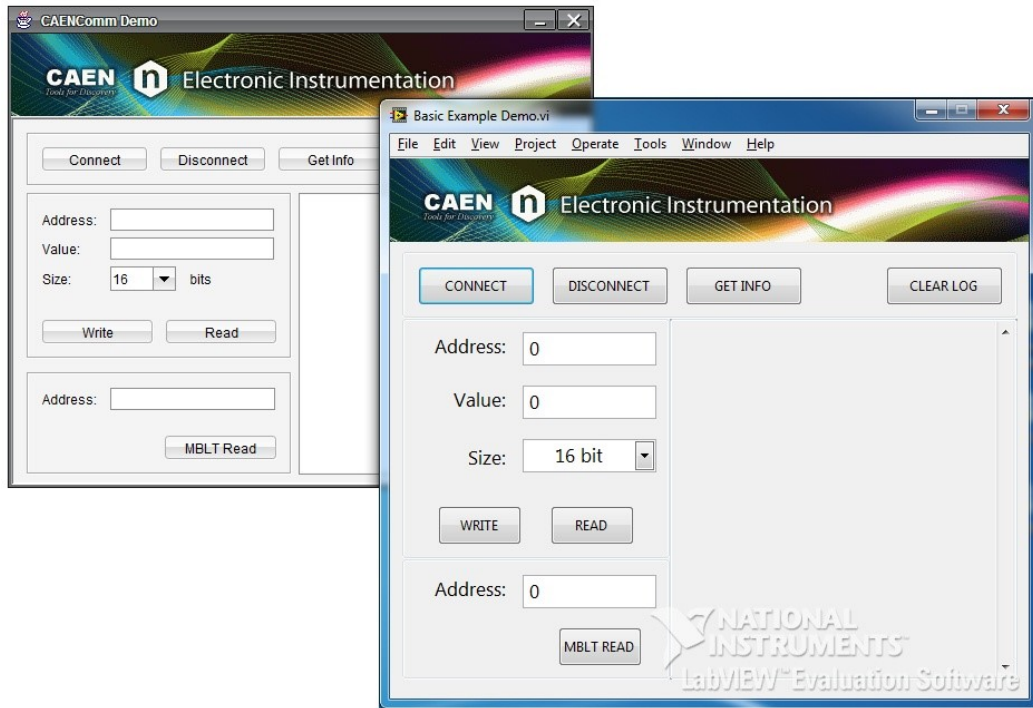 CAENComm Demo
CAEN n Electronic Instrumentation
Tools for Discovery
Connect Disconnect Get Info
Address:
Value:
Size: 16 bits
Write Read
Address:
MBLT Read
Basic Example Demo.vi
File Edit View Project Operate Tools Window Help
CAEN n Electronic Instrumentation
Tools for Discovery
CONNECT DISCONNECT GET INFO CLEAR LOG
Address: 0
Value: 0
Size: 16 bit
WRITE READ
Address: 0
MBLT READ
NATIONAL
INSTRUMENTS™
LabVIEW™ Evaluation Software